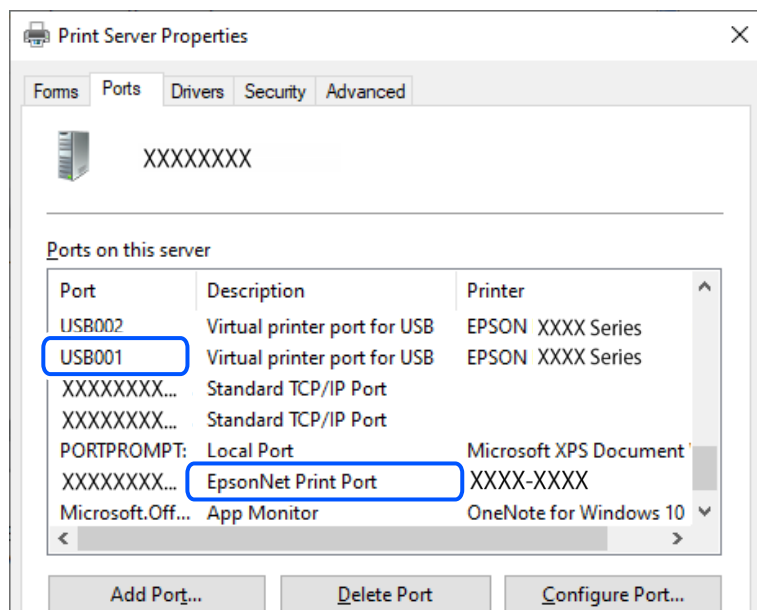 Print Server Properties
Forms Ports Drivers Security Advanced
XXXXXXXX
Ports on this server
Port Description Printer
USB002 Virtual printer port for USB EPSON XXXX Series
USB001 Virtual printer port for USB EPSON XXXX Series
XXXXXXXX... Standard TCP/IP Port
XXXXXXXX... Standard TCP/IP Port
PORTPROMPT: Local Port Microsoft XPS Document
XXXXXXXX... EpsonNet Print Port XXXX-XXXX
Microsoft.Off... App Monitor OneNote for Windows 10
Add Port... Delete Port Configure Port...